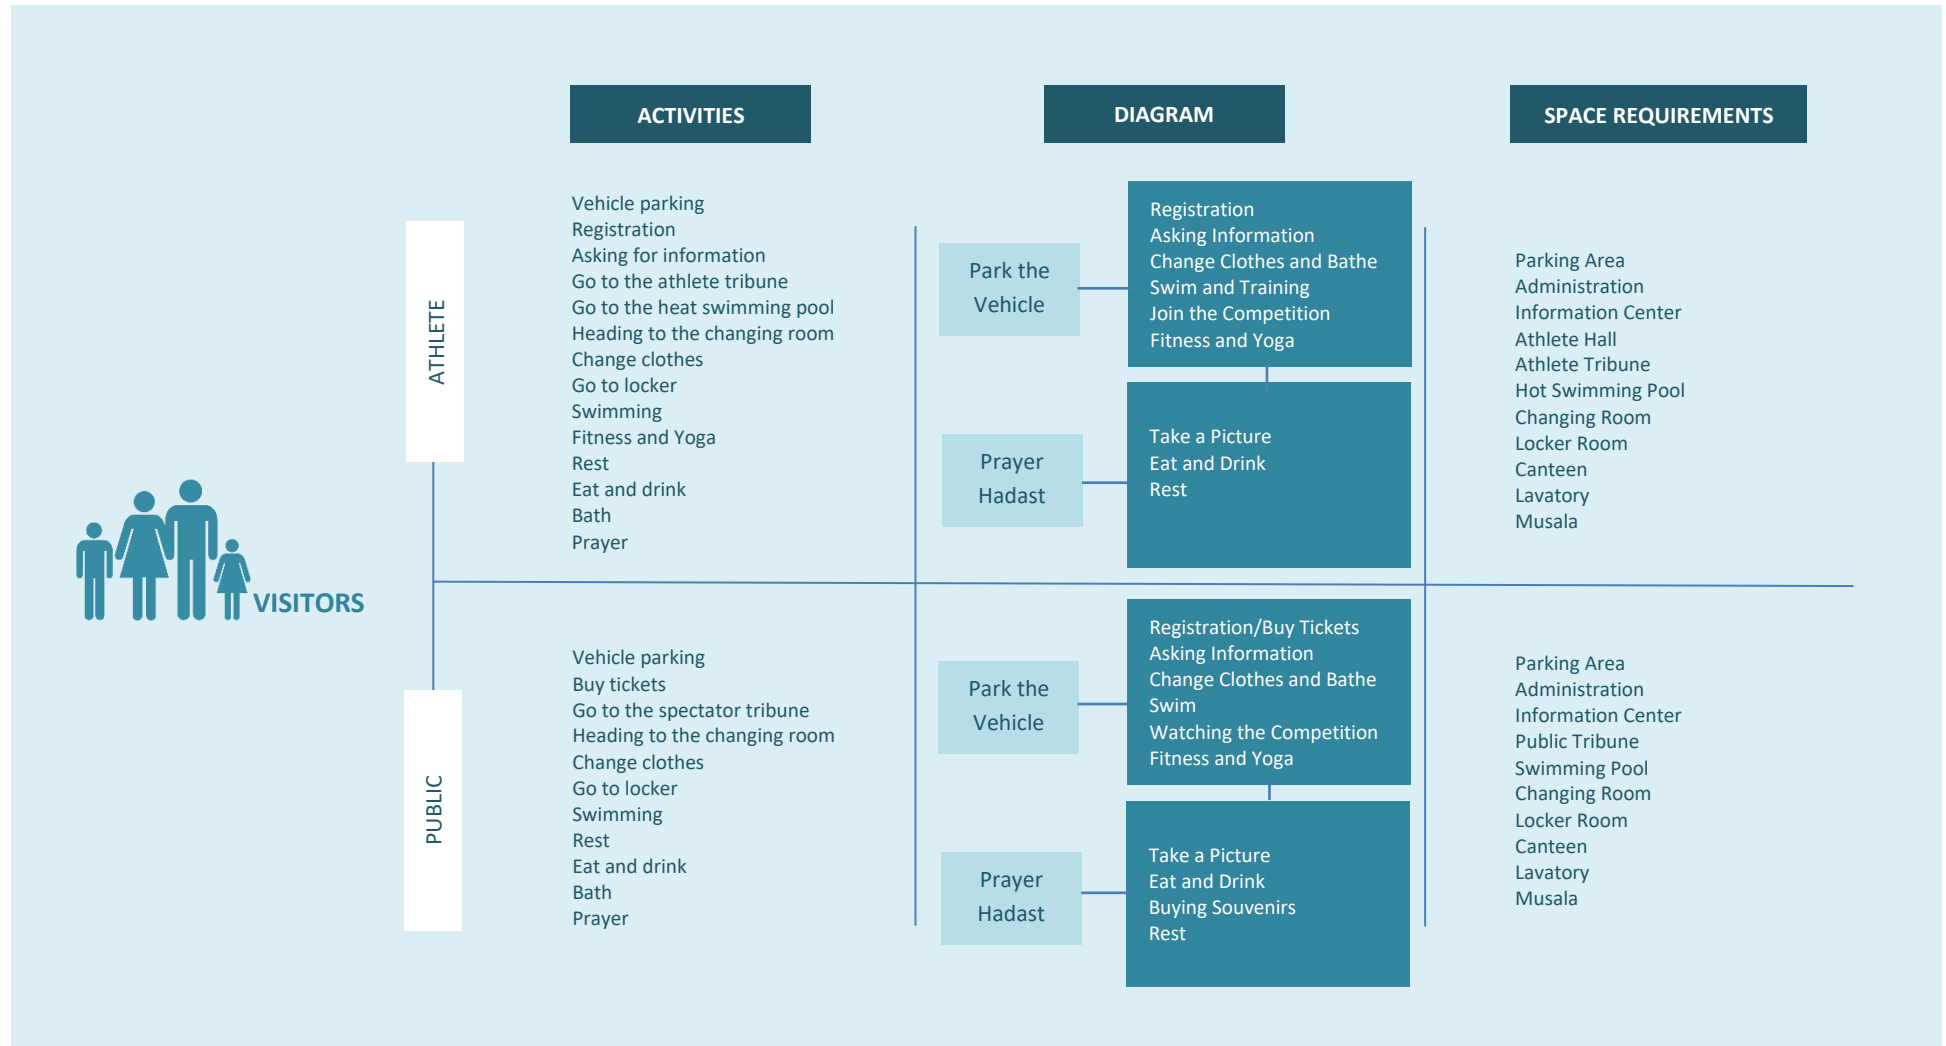 ACTIVITIES
DIAGRAM
SPACE REQUIREMENTS
VISITORS
ATHLETE
Vehicle parking
Registration
Asking for information
Go to the athlete tribune
Go to the heat swimming pool
Heading to the changing room
Change clothes
Go to locker
Swimming
Fitness and Yoga
Rest
Eat and drink
Bath
Prayer
Park the
Vehicle
Registration
Asking Information
Change Clothes and Bathe
Swim and Training
Join the Competition
Fitness and Yoga
Prayer
Hadast
Take a Picture
Eat and Drink
Rest
Parking Area
Administration
Information Center
Athlete Hall
Athlete Tribune
Hot Swimming Pool
Changing Room
Locker Room
Canteen
Lavatory
Musala
PUBLIC
Vehicle parking
Buy tickets
Go to the spectator tribune
Heading to the changing room
Change clothes
Go to locker
Swimming
Rest
Eat and drink
Bath
Prayer
Park the
Vehicle
Registration/Buy Tickets
Asking Information
Change Clothes and Bathe
Swim
Watching the Competition
Fitness and Yoga
Prayer
Hadast
Take a Picture
Eat and Drink
Buying Souvenirs
Rest
Parking Area
Administration
Information Center
Public Tribune
Swimming Pool
Changing Room
Locker Room
Canteen
Lavatory
Musala